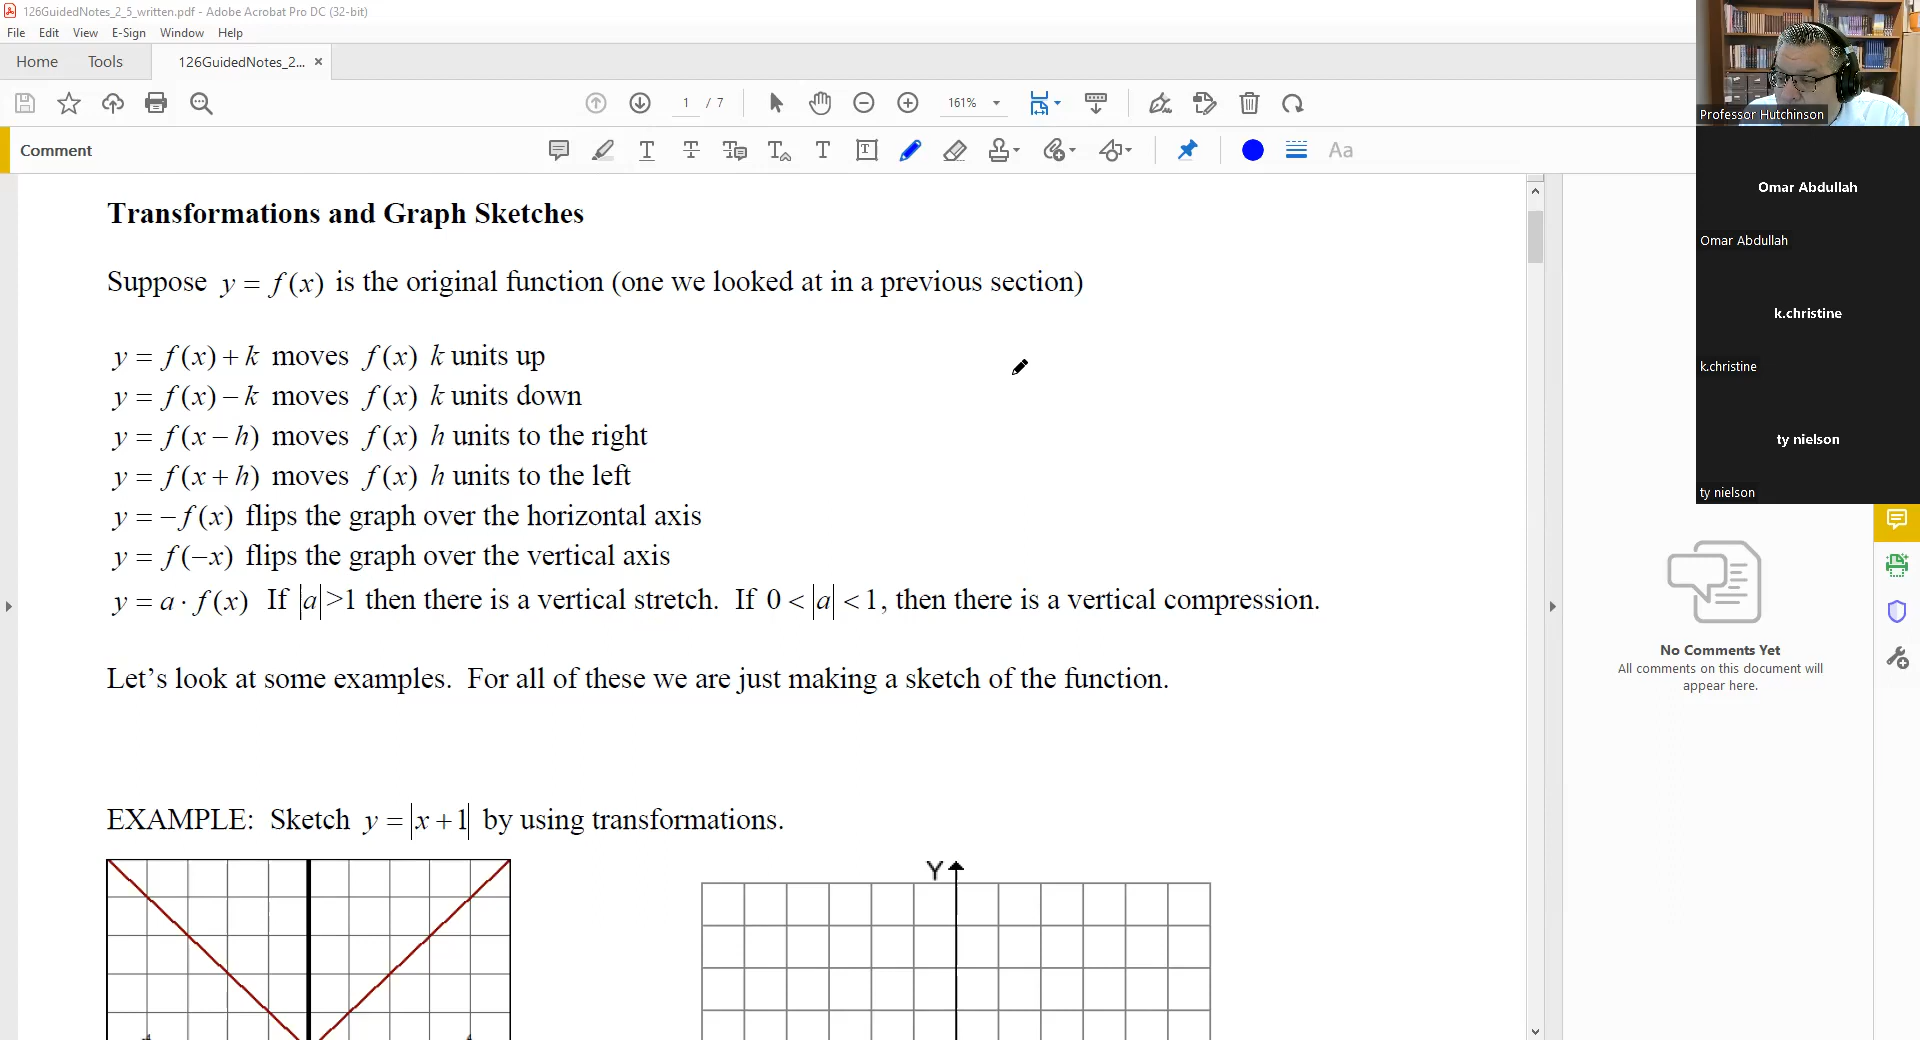 126GuidedNotes_2_5_written.pdf - Adobe Acrobat Pro DC (32-bit)
File Edit View E-Sign Window Help
Home Tools 126GuidedNotes_2... ×
1 / 7 161%
Comment
T T T T T T Aa
Professor Hutchinson
Omar Abdullah
Omar Abdullah
k.christine
k.christine
ty nielson
ty nielson
Transformations and Graph Sketches
Suppose y = f(x) is the original function (one we looked at in a previous section)
y = f(x) + k moves f(x) k units up
y = f(x) − k moves f(x) k units down
y = f(x − h) moves f(x) h units to the right
y = f(x + h) moves f(x) h units to the left
y = −f(x) flips the graph over the horizontal axis
y = f(−x) flips the graph over the vertical axis
y = a · f(x) If |a| >1 then there is a vertical stretch. If 0 < |a| < 1, then there is a vertical compression.
Let's look at some examples. For all of these we are just making a sketch of the function.
EXAMPLE: Sketch y = |x + 1| by using transformations.
Y
No Comments Yet
All comments on this document will
appear here.